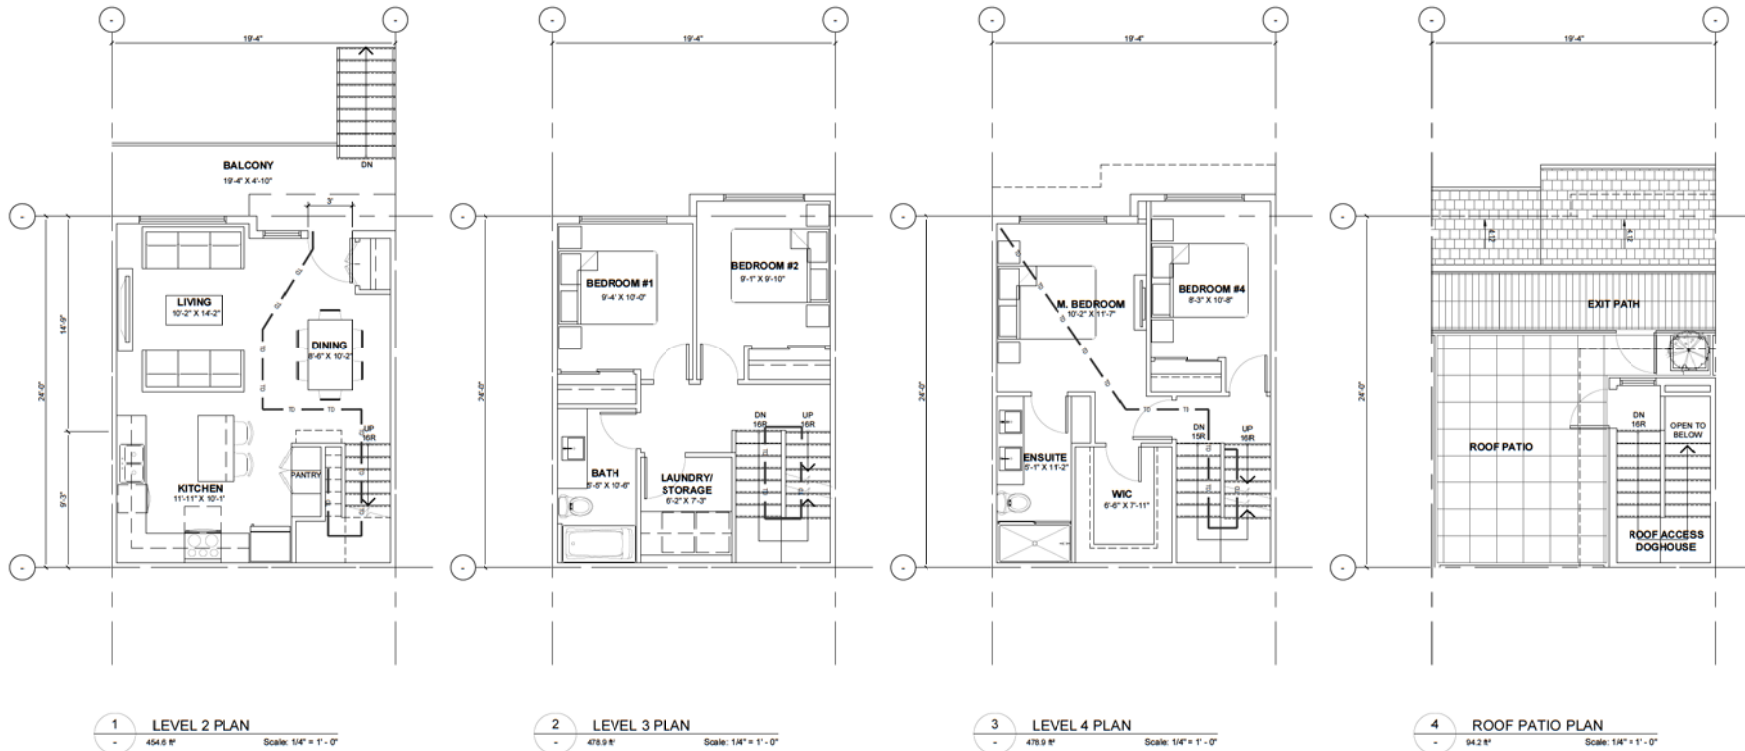 19'-4"
DN
BALCONY
19'-4" X 4'-10"
3'
LIVING
10'-2" X 14'-2"
DINING
8'-6" X 10'-2"
14'-9"
24'-0"
9'-3"
TD TD
UP
16R
PANTRY
KITCHEN
11'-11" X 10'-1"
1 LEVEL 2 PLAN
454.6 ft² Scale: 1/4" = 1' - 0"
19'-4"
BEDROOM #1
9'-4' X 10'-0"
BEDROOM #2
9'-1" X 9'-10"
24'-0"
DN
16R
UP
16R
BATH
5'-5" X 10'-6"
LAUNDRY/
STORAGE
6'-2" X 7'-3"
2 LEVEL 3 PLAN
478.9 ft² Scale: 1/4" = 1' - 0"
19'-4"
M. BEDROOM
10'-2" X 11'-7"
BEDROOM #4
8'-3" X 10'-8"
24'-0"
TD TD
DN
15R
UP
16R
ENSUITE
5'-1" X 11'-2"
WIC
6'-6" X 7'-11"
3 LEVEL 4 PLAN
478.9 ft² Scale: 1/4" = 1' - 0"
19'-4"
4:12
4:12
EXIT PATH
24'-0"
DN
16R
OPEN TO
BELOW
ROOF PATIO
ROOF ACCESS
DOGHOUSE
4 ROOF PATIO PLAN
94.2 ft² Scale: 1/4" = 1' - 0"